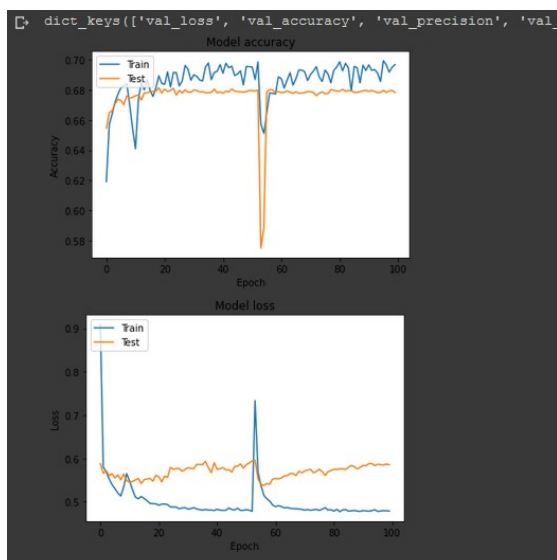 dict_keys(['val_loss', 'val_accuracy', 'val_precision', 'val_
Model accuracy
Train
Test
0.70
0.68
0.66
0.64
0.62
0.60
0.58
Accuracy
0 20 40 60 80 100
Epoch
Model loss
Train
Test
0.9
0.8
0.7
0.6
0.5
Loss
0 20 40 60 80 100
Epoch